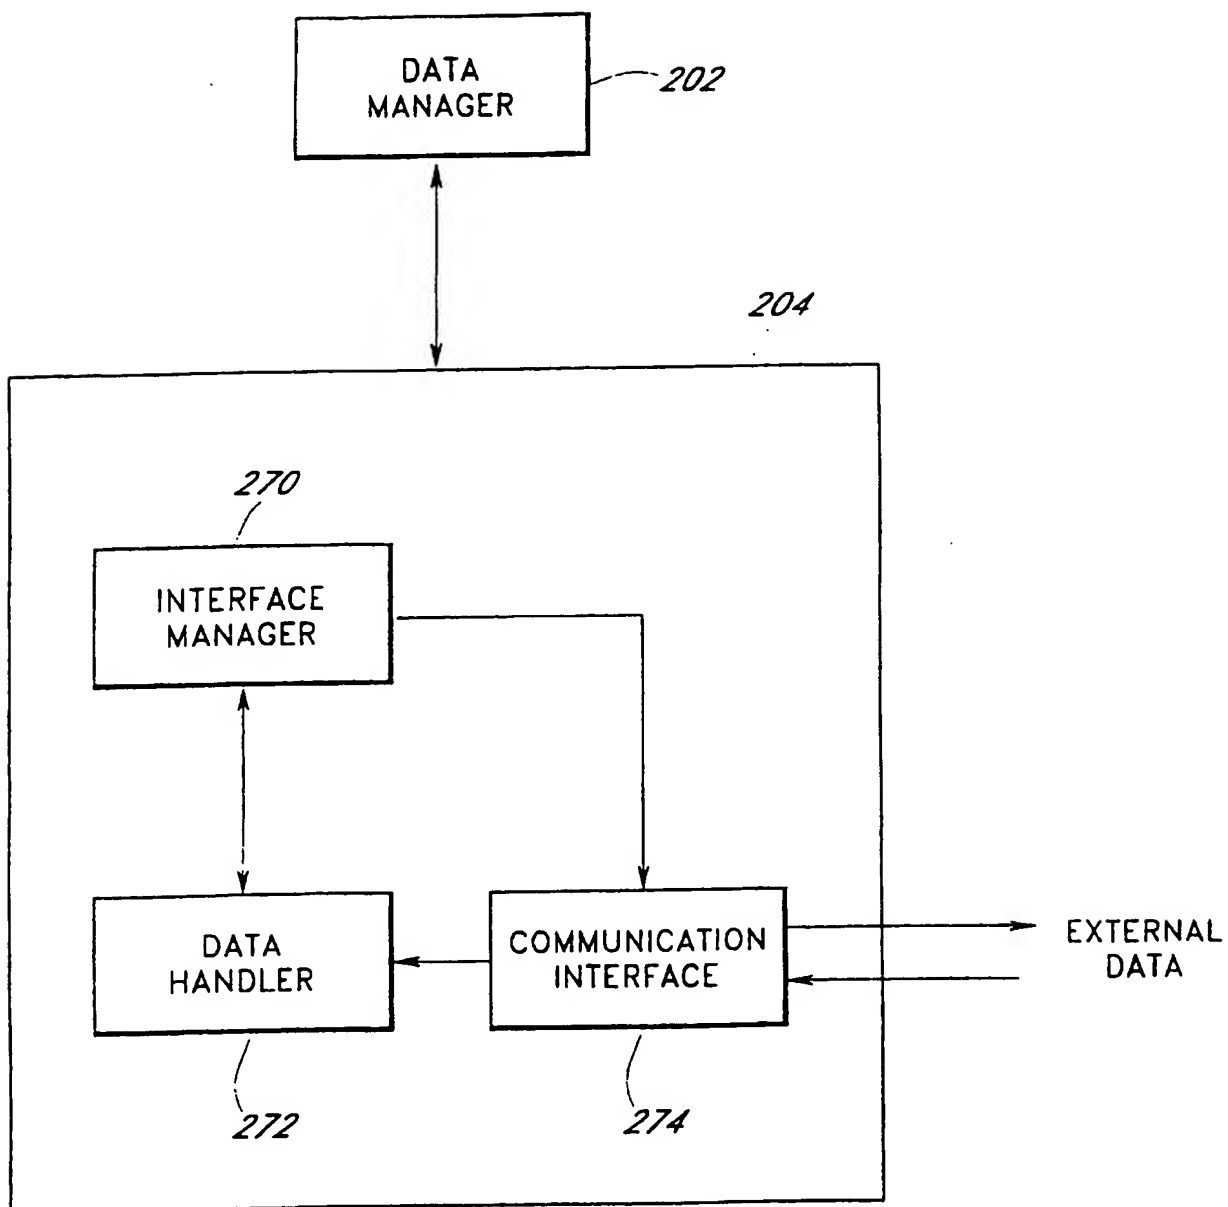 DATA
MANAGER
202
204
270
INTERFACE
MANAGER
DATA
HANDLER
COMMUNICATION
INTERFACE
EXTERNAL
DATA
272
274